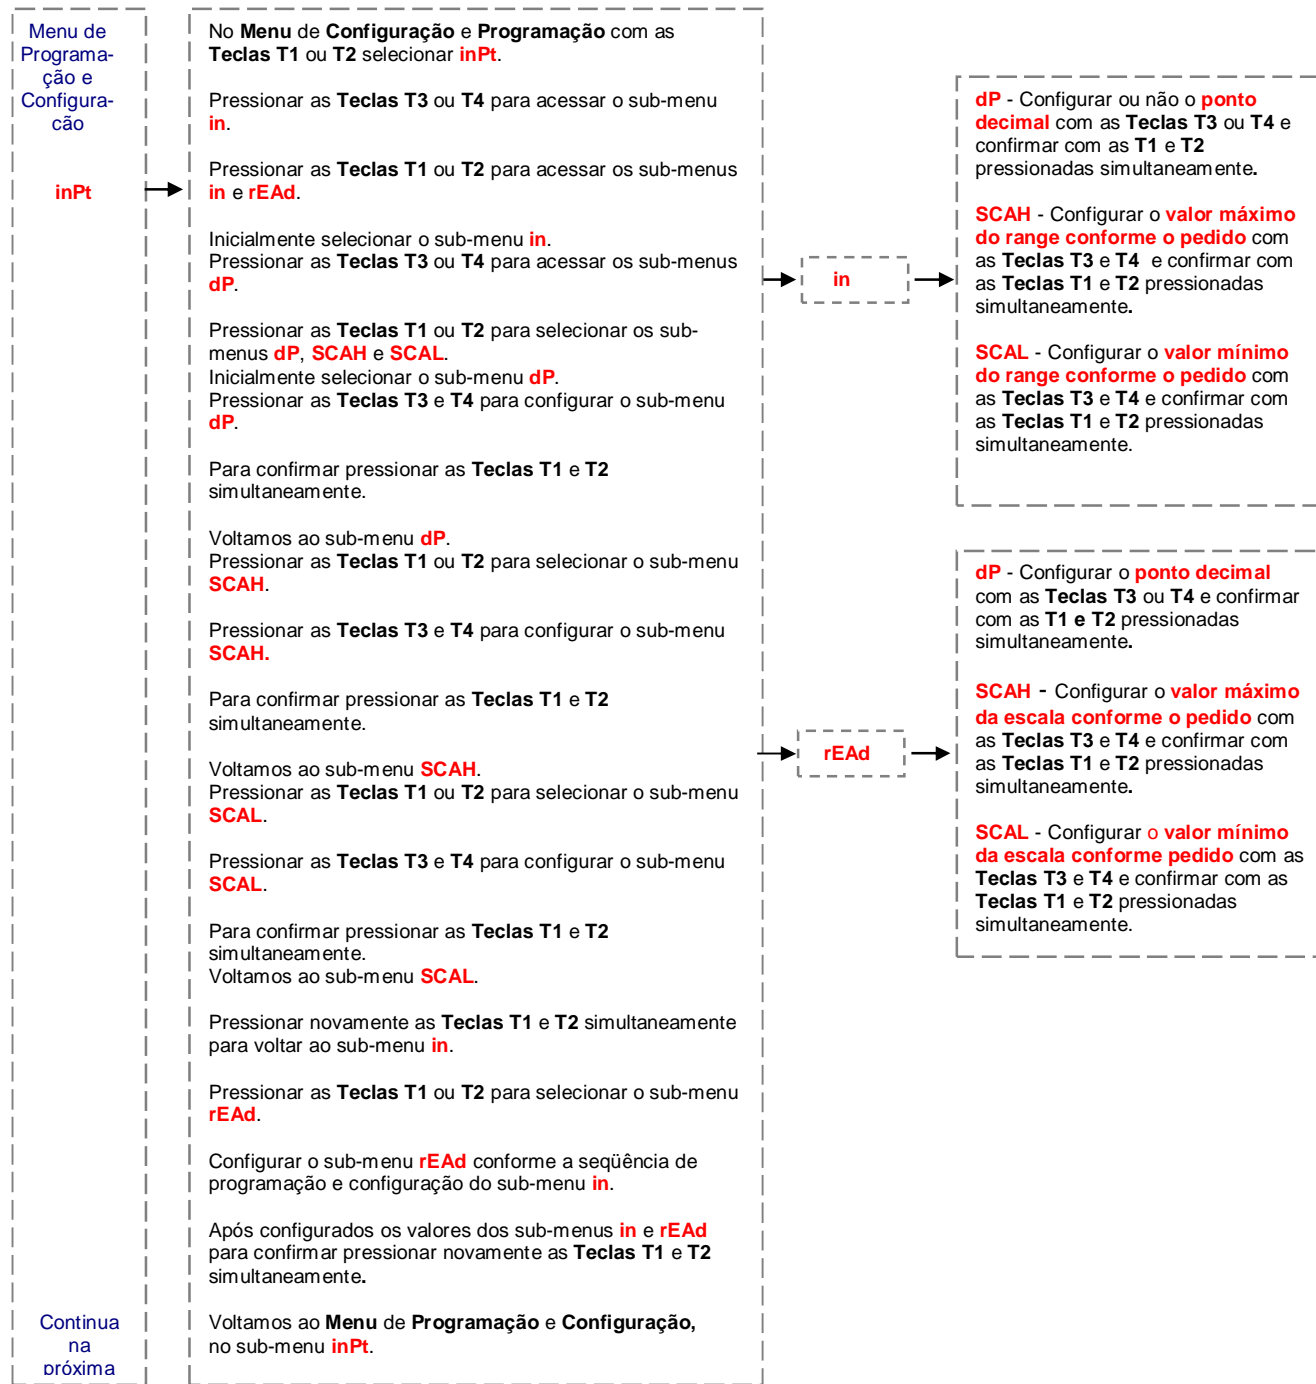 Menu de
Programa-
ção e
Configura-
cão
inPt
Continua
na
próxima
No Menu de Configuração e Programação com as
Teclas T1 ou T2 selecionar inPt.
Pressionar as Teclas T3 ou T4 para acessar o sub-menu
in.
Pressionar as Teclas T1 ou T2 para acessar os sub-menus
in e rEAd.
Inicialmente selecionar o sub-menu in.
Pressionar as Teclas T3 ou T4 para acessar os sub-menus
dP.
Pressionar as Teclas T1 ou T2 para selecionar os sub-
menus dP, SCAH e SCAL.
Inicialmente selecionar o sub-menu dP.
Pressionar as Teclas T3 e T4 para configurar o sub-menu
dP.
Para confirmar pressionar as Teclas T1 e T2
simultaneamente.
Voltamos ao sub-menu dP.
Pressionar as Teclas T1 ou T2 para selecionar o sub-menu
SCAH.
Pressionar as Teclas T3 e T4 para configurar o sub-menu
SCAH.
Para confirmar pressionar as Teclas T1 e T2
simultaneamente.
Voltamos ao sub-menu SCAH.
Pressionar as Teclas T1 ou T2 para selecionar o sub-menu
SCAL.
Pressionar as Teclas T3 e T4 para configurar o sub-menu
SCAL.
Para confirmar pressionar as Teclas T1 e T2
simultaneamente.
Voltamos ao sub-menu SCAL.
Pressionar novamente as Teclas T1 e T2 simultaneamente
para voltar ao sub-menu in.
Pressionar as Teclas T1 ou T2 para selecionar o sub-menu
rEAd.
Configurar o sub-menu rEAd conforme a seqüência de
programação e configuração do sub-menu in.
Após configurados os valores dos sub-menus in e rEAd
para confirmar pressionar novamente as Teclas T1 e T2
simultaneamente.
Voltamos ao Menu de Programação e Configuração,
no sub-menu inPt.
in
dP - Configurar ou não o ponto
decimal com as Teclas T3 ou T4 e
confirmar com as T1 e T2
pressionadas simultaneamente.
SCAH - Configurar o valor máximo
do range conforme o pedido com
as Teclas T3 e T4 e confirmar com
as Teclas T1 e T2 pressionadas
simultaneamente.
SCAL - Configurar o valor mínimo
do range conforme o pedido com
as Teclas T3 e T4 e confirmar com
as Teclas T1 e T2 pressionadas
simultaneamente.
rEAd
dP - Configurar o ponto decimal
com as Teclas T3 ou T4 e confirmar
com as T1 e T2 pressionadas
simultaneamente.
SCAH - Configurar o valor máximo
da escala conforme o pedido com
as Teclas T3 e T4 e confirmar com
as Teclas T1 e T2 pressionadas
simultaneamente.
SCAL - Configurar o valor mínimo
da escala conforme pedido com as
Teclas T3 e T4 e confirmar com as
Teclas T1 e T2 pressionadas
simultaneamente.